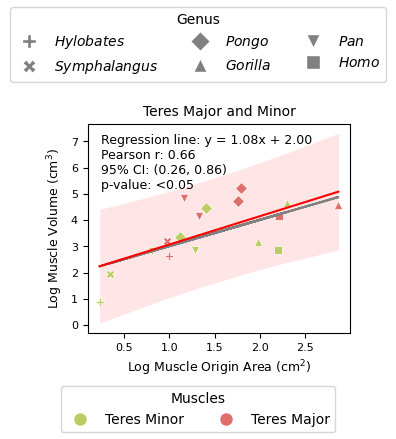 Genus
Hylobates
Pongo
Pan
Symphalangus
Gorilla
Homo
Teres Major and Minor
Regression line: y = 1.08x + 2.00
Pearson r: 0.66
95% CI: (0.26, 0.86)
p-value: <0.05
Log Muscle Volume (cm³)
7
6
5
4
3
2
1
0
0.5 1.0 1.5 2.0 2.5
Log Muscle Origin Area (cm²)
Muscles
Teres Minor
Teres Major